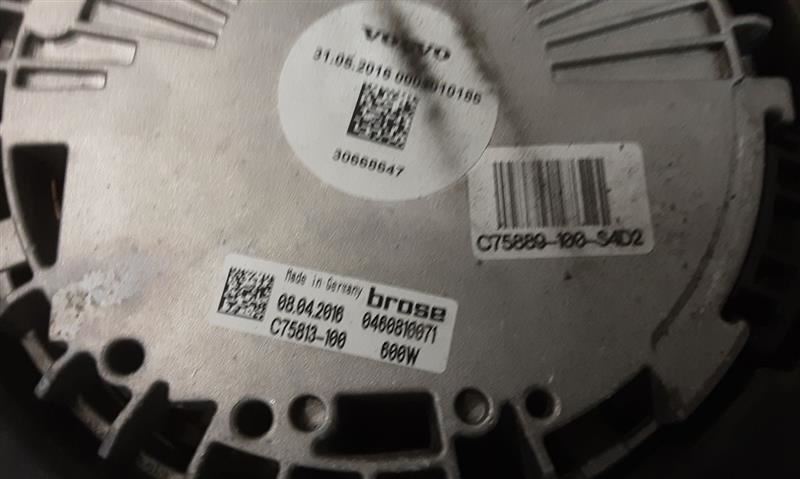 VOLVO
31.05.2016 0003010186
30668647
C75889-100-S4D2
Made in Germany brose
08.04.2016 0460810071
C75813-100 600W